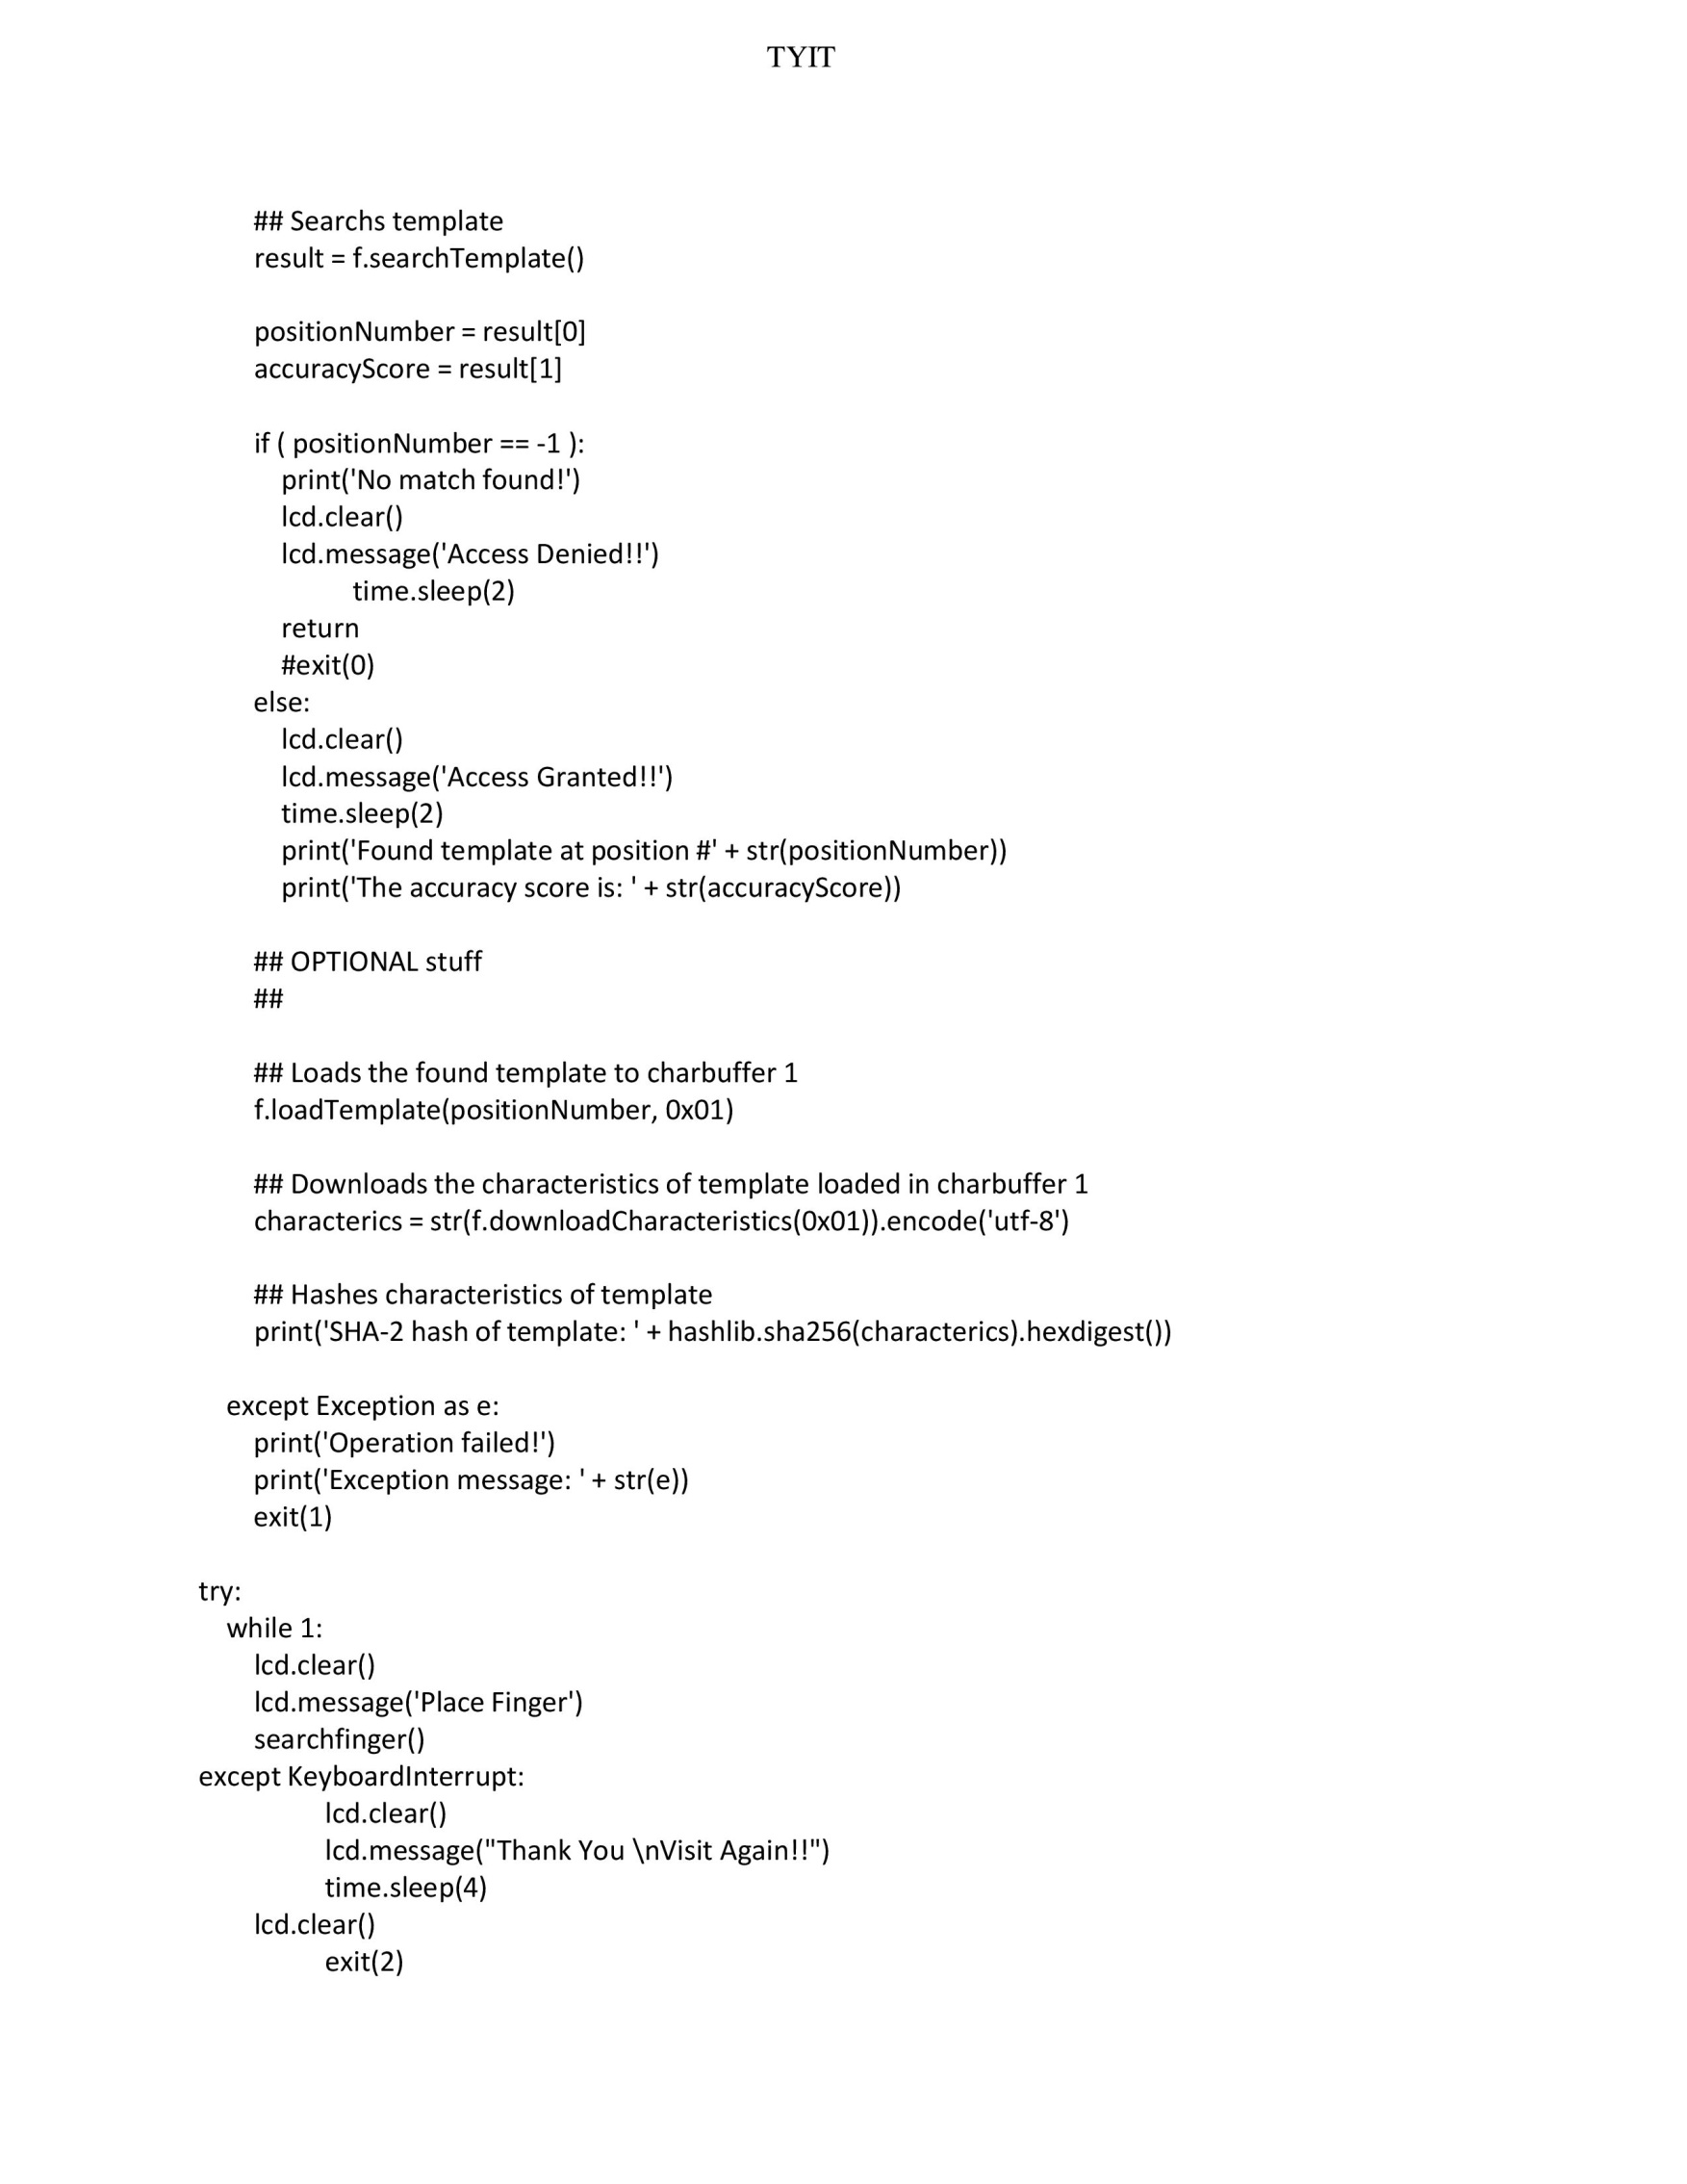 TYIT
## Searchs template
result = f.searchTemplate()
positionNumber = result[0]
accuracyScore = result[1]
if ( positionNumber == -1 ):
print('No match found!')
lcd.clear()
lcd.message('Access Denied!!')
time.sleep(2)
return
#exit(0)
else:
lcd.clear()
lcd.message('Access Granted!!')
time.sleep(2)
print('Found template at position #' + str(positionNumber))
print('The accuracy score is: ' + str(accuracyScore))
## OPTIONAL stuff
##
## Loads the found template to charbuffer 1
f.loadTemplate(positionNumber, 0x01)
## Downloads the characteristics of template loaded in charbuffer 1
characterics = str(f.downloadCharacteristics(0x01)).encode('utf-8')
## Hashes characteristics of template
print('SHA-2 hash of template: ' + hashlib.sha256(characterics).hexdigest())
except Exception as e:
print('Operation failed!')
print('Exception message: ' + str(e))
exit(1)
try:
while 1:
lcd.clear()
lcd.message('Place Finger')
searchfinger()
except KeyboardInterrupt:
lcd.clear()
lcd.message("Thank You \nVisit Again!!")
time.sleep(4)
lcd.clear()
exit(2)